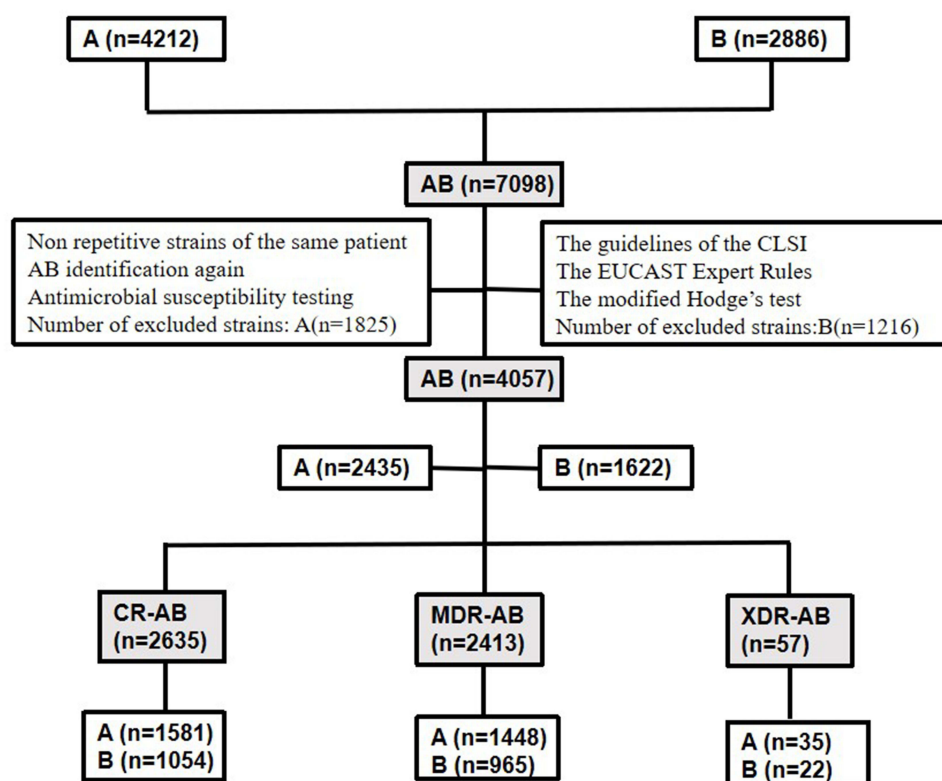 A (n=4212)
B (n=2886)
AB (n=7098)
Non repetitive strains of the same patient
AB identification again
Antimicrobial susceptibility testing
Number of excluded strains: A(n=1825)
The guidelines of the CLSI
The EUCAST Expert Rules
The modified Hodge's test
Number of excluded strains:B(n=1216)
AB (n=4057)
A (n=2435)
B (n=1622)
CR-AB
(n=2635)
MDR-AB
(n=2413)
XDR-AB
(n=57)
A (n=1581)
B (n=1054)
A (n=1448)
B (n=965)
A (n=35)
B (n=22)